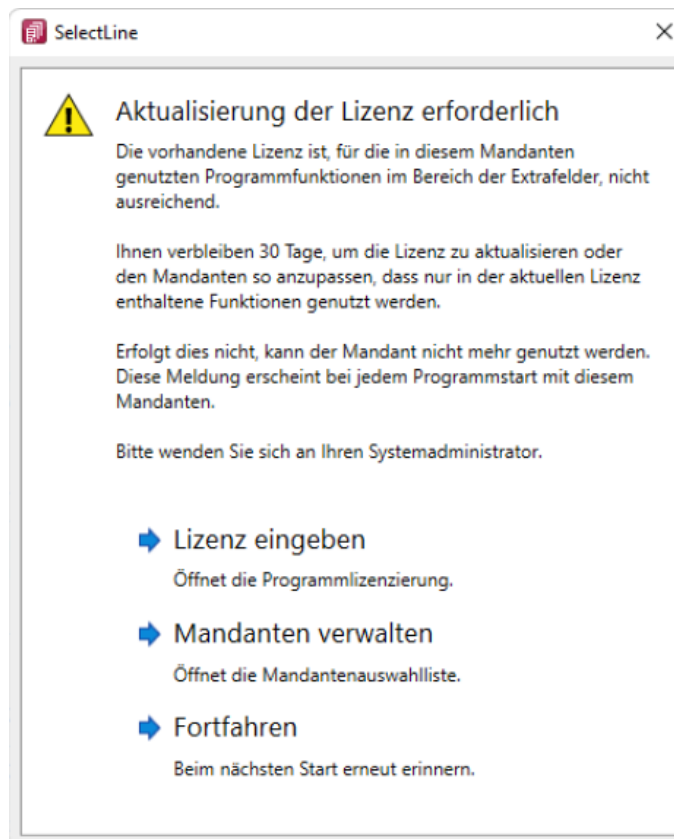 SelectLine
Aktualisierung der Lizenz erforderlich
Die vorhandene Lizenz ist, für die in diesem Mandanten
genutzten Programmfunktionen im Bereich der Extrafelder, nicht
ausreichend.
Ihnen verbleiben 30 Tage, um die Lizenz zu aktualisieren oder
den Mandanten so anzupassen, dass nur in der aktuellen Lizenz
enthaltene Funktionen genutzt werden.
Erfolgt dies nicht, kann der Mandant nicht mehr genutzt werden.
Diese Meldung erscheint bei jedem Programmstart mit diesem
Mandanten.
Bitte wenden Sie sich an Ihren Systemadministrator.
Lizenz eingeben
Öffnet die Programmlizenzierung.
Mandanten verwalten
Öffnet die Mandantenauswahlliste.
Fortfahren
Beim nächsten Start erneut erinnern.